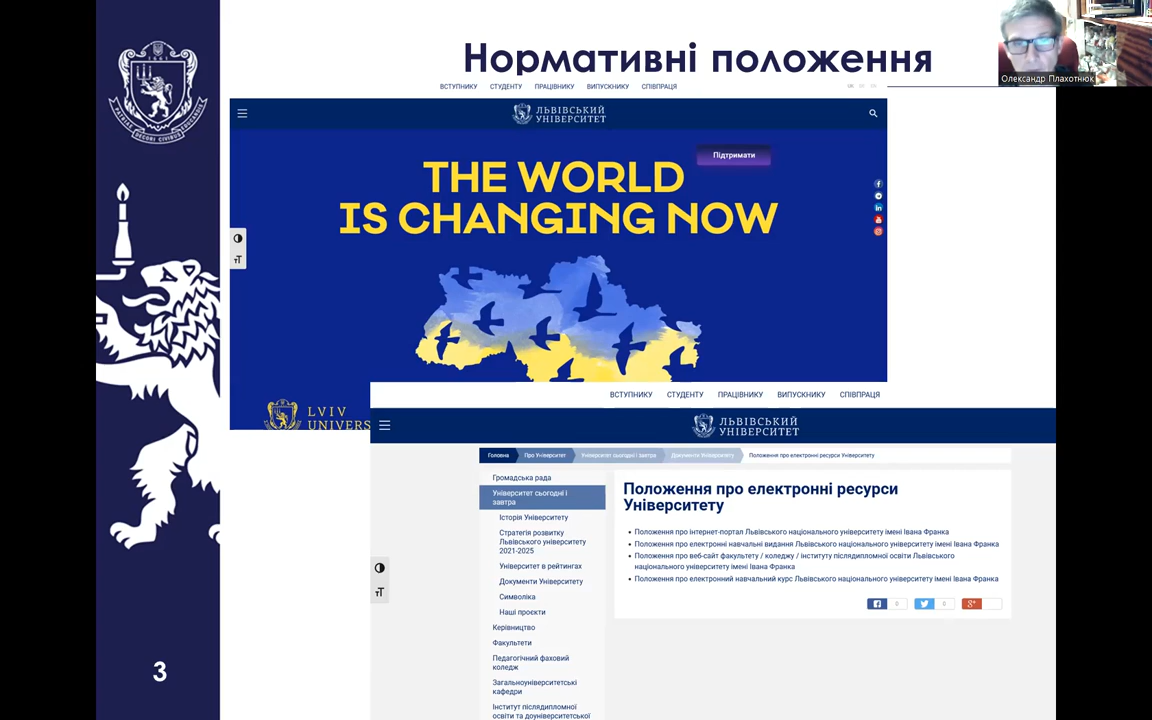 Нормативні положення
Олександр Плахотнюк
ВСТУПНИКУ СТУДЕНТУ ПРАЦІВНИКУ ВИПУСКНИКУ СПІВПРАЦЯ
ЛЬВІВСЬКИЙ
УНІВЕРСИТЕТ
Підтримати
THE WORLD
IS CHANGING NOW
LVIV
UNIVERS
ВСТУПНИКУ СТУДЕНТУ ПРАЦІВНИКУ ВИПУСКНИКУ СПІВПРАЦЯ
ЛЬВІВСЬКИЙ
УНІВЕРСИТЕТ
Головна Про Університет Університет сьогодні і завтра Документи Університету Положення про електронні ресурси Університету
Громадська рада
Університет сьогодні і
завтра
Історія Університету
Стратегія розвитку
Львівського університету
2021-2025
Університет в рейтингах
Документи Університету
Символіка
Наші проєкти
Керівництво
Факультети
Педагогічний фаховий
коледж
Загальноуніверситетські
кафедри
Інститут післядипломної
освіти та доуніверситетської
Положення про електронні ресурси
Університету
Положення про інтернет-портал Львівського національного університету імені Івана Франка
Положення про електронні навчальні видання Львівського національного університету імені Івана Франка
Положення про веб-сайт факультету / коледжу / інституту післядипломної освіти Львівського
національного університету імені Івана Франка
Положення про електронний навчальний курс Львівського національного університету імені Івана Франка
0 0
3